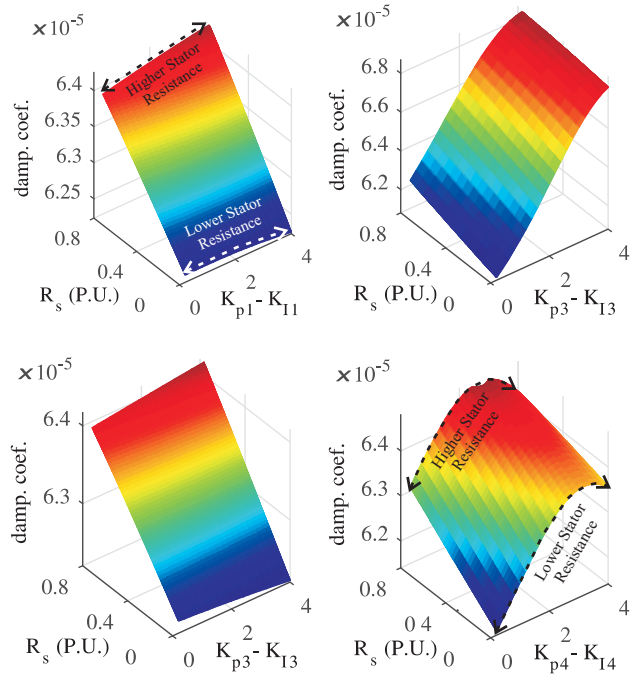 ×10⁻⁵
damp. coef.
6.4
6.35
6.3
6.25
0.8
0.4
0
R_s (P.U.)
0
2
4
K_p1 - K_I1
Higher Stator
Resistance
Lower Stator
Resistance
×10⁻⁵
damp. coef.
6.8
6.6
6.4
6.2
0.8
0.4
0
R_s (P.U.)
0
2
4
K_p3 - K_I3
×10⁻⁵
damp. coef.
6.4
6.3
0.8
0.4
0
R_s (P.U.)
0
2
4
K_p3 - K_I3
×10⁻⁵
damp. coef.
6.4
6.3
6.2
0.8
0.4
0
R_s (P.U.)
0
2
4
K_p4 - K_I4
Higher Stator
Resistance
Lower Stator
Resistance